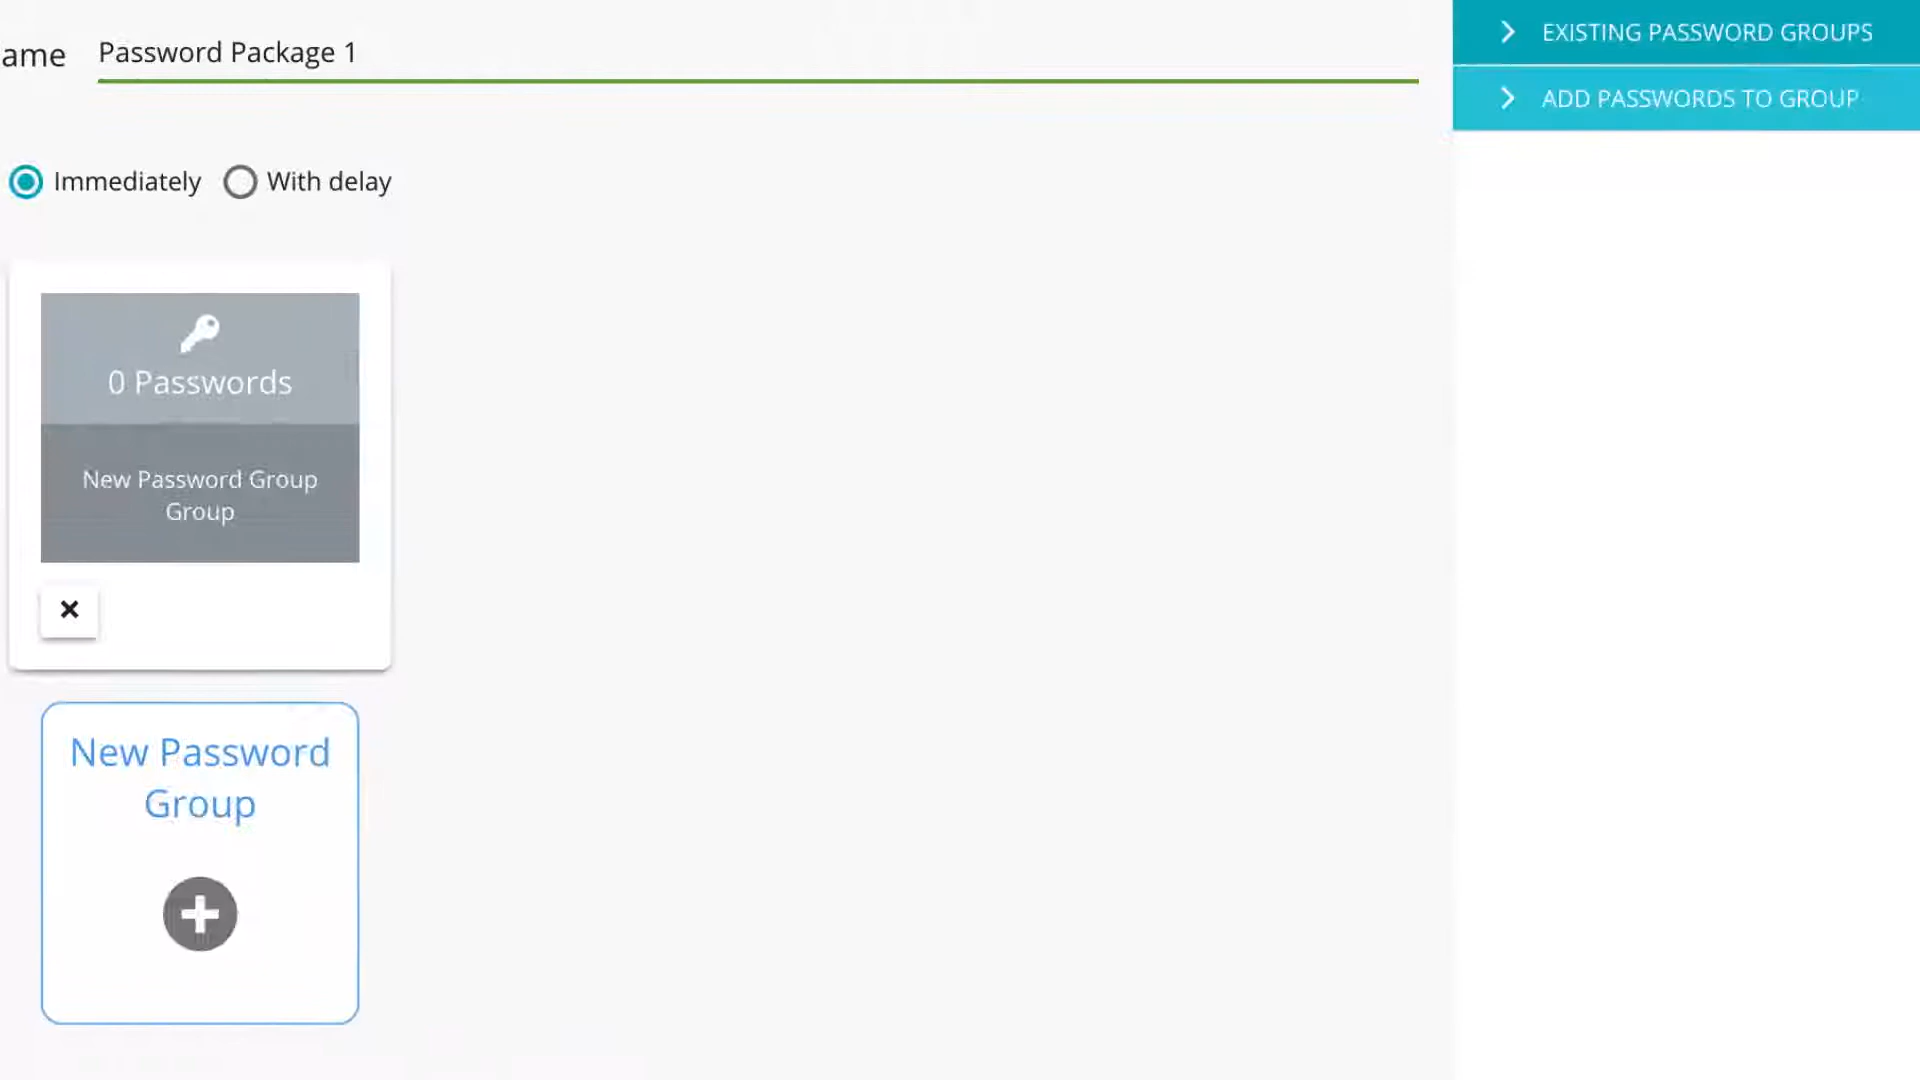 ame
Password Package 1
EXISTING PASSWORD GROUPS
ADD PASSWORDS TO GROUP
Immediately
With delay
0 Passwords
New Password Group
Group
New Password
Group